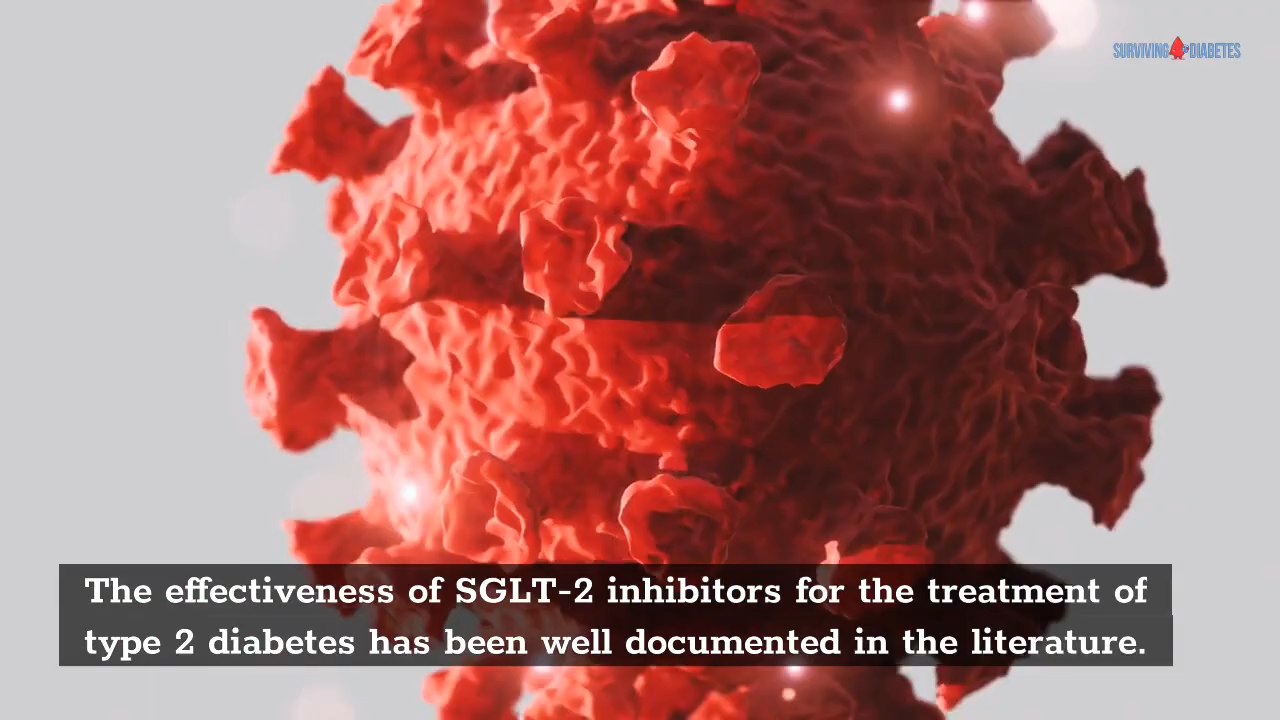 SURVIVING DIABETES
The effectiveness of SGLT-2 inhibitors for the treatment of
type 2 diabetes has been well documented in the literature.